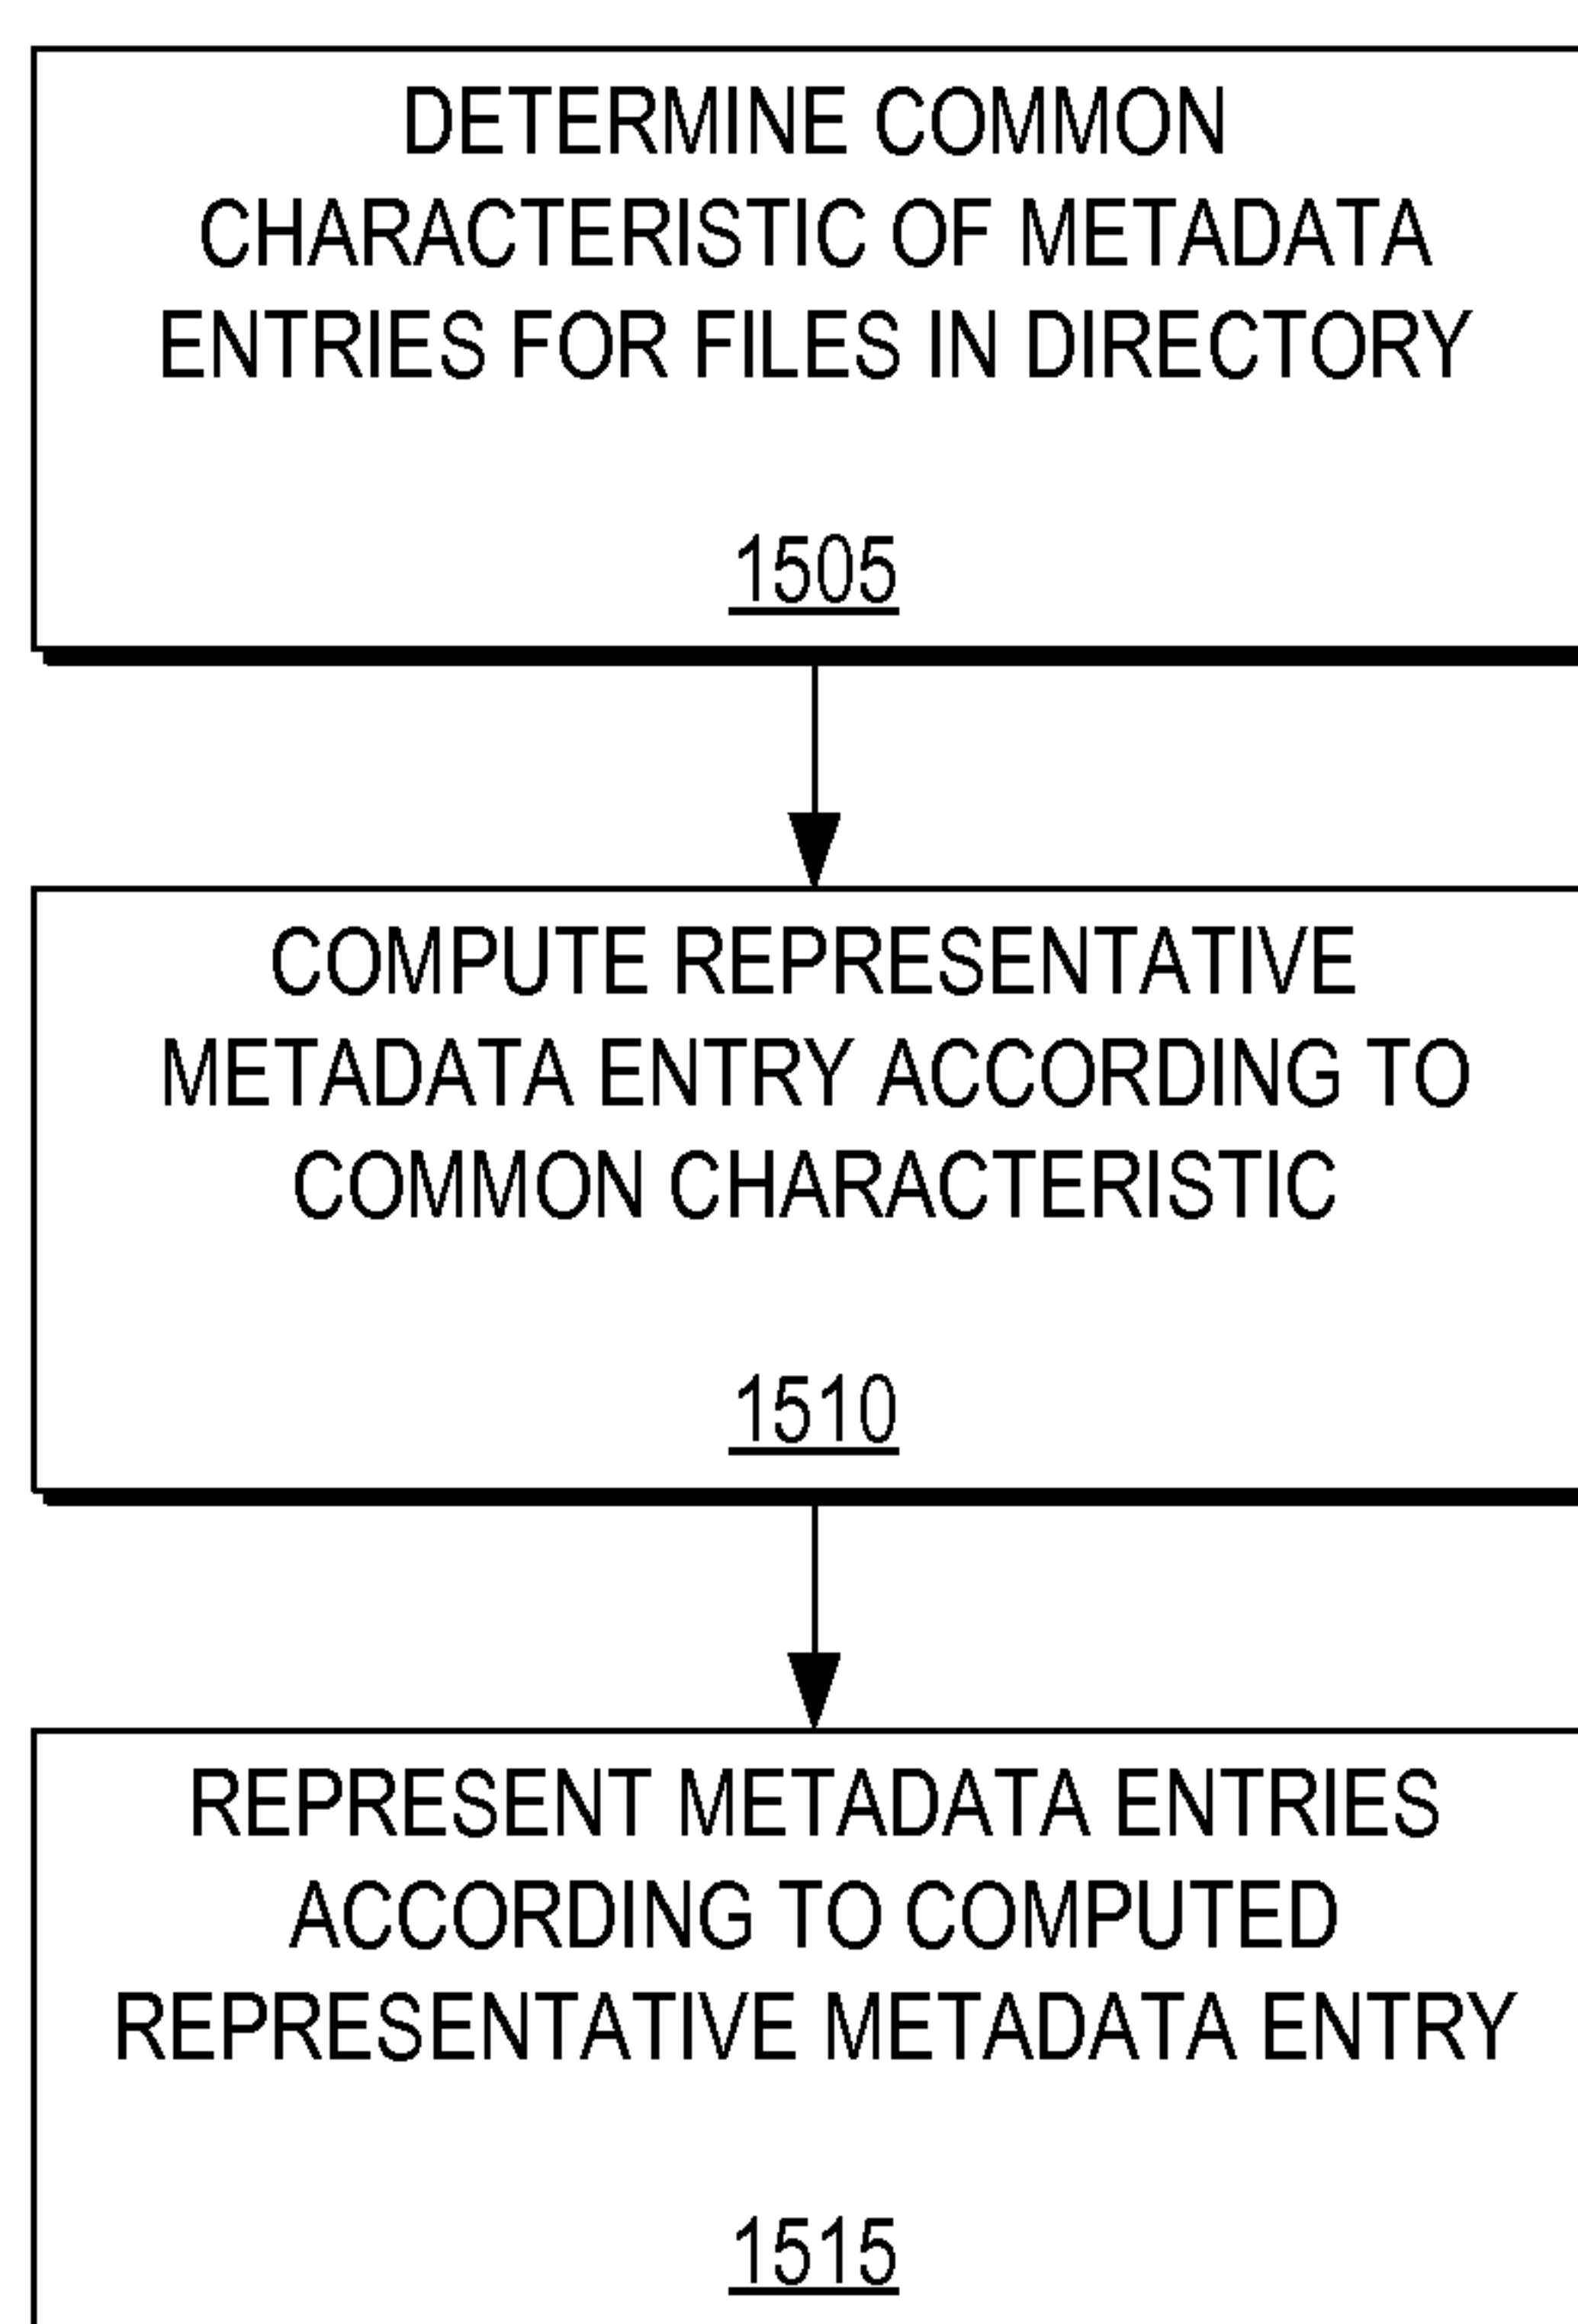 DETERMINE COMMON
CHARACTERISTIC OF METADATA
ENTRIES FOR FILES IN DIRECTORY
1505
COMPUTE REPRESENTATIVE
METADATA ENTRY ACCORDING TO
COMMON CHARACTERISTIC
1510
REPRESENT METADATA ENTRIES
ACCORDING TO COMPUTED
REPRESENTATIVE METADATA ENTRY
1515